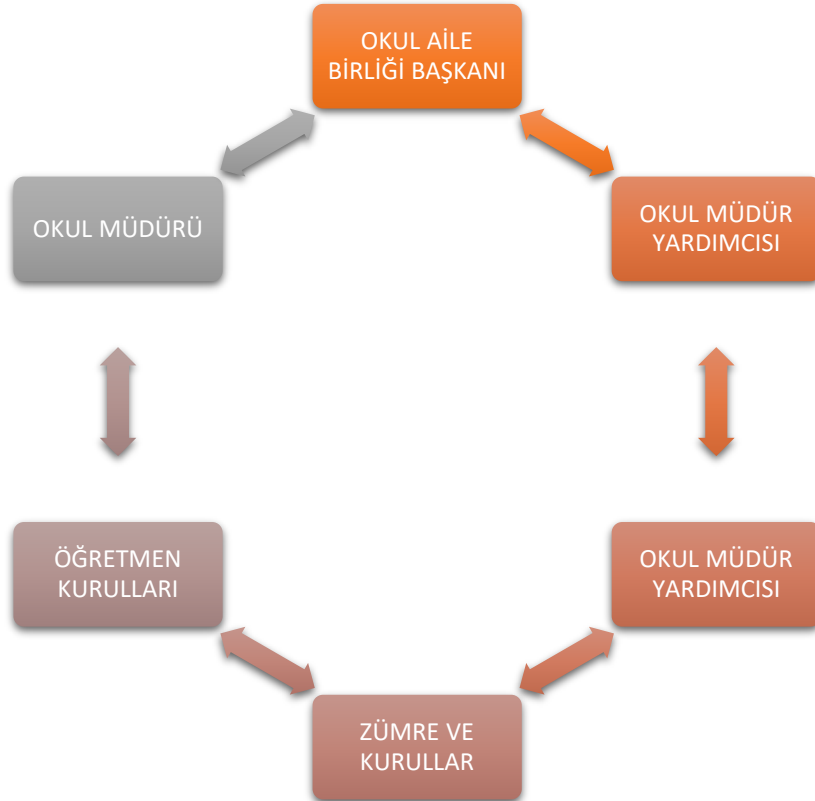 OKUL AİLE
BİRLİĞİ BAŞKANI
OKUL MÜDÜRÜ
OKUL MÜDÜR
YARDIMCISI
ÖĞRETMEN
KURULLARI
OKUL MÜDÜR
YARDIMCISI
ZÜMRE VE
KURULLAR